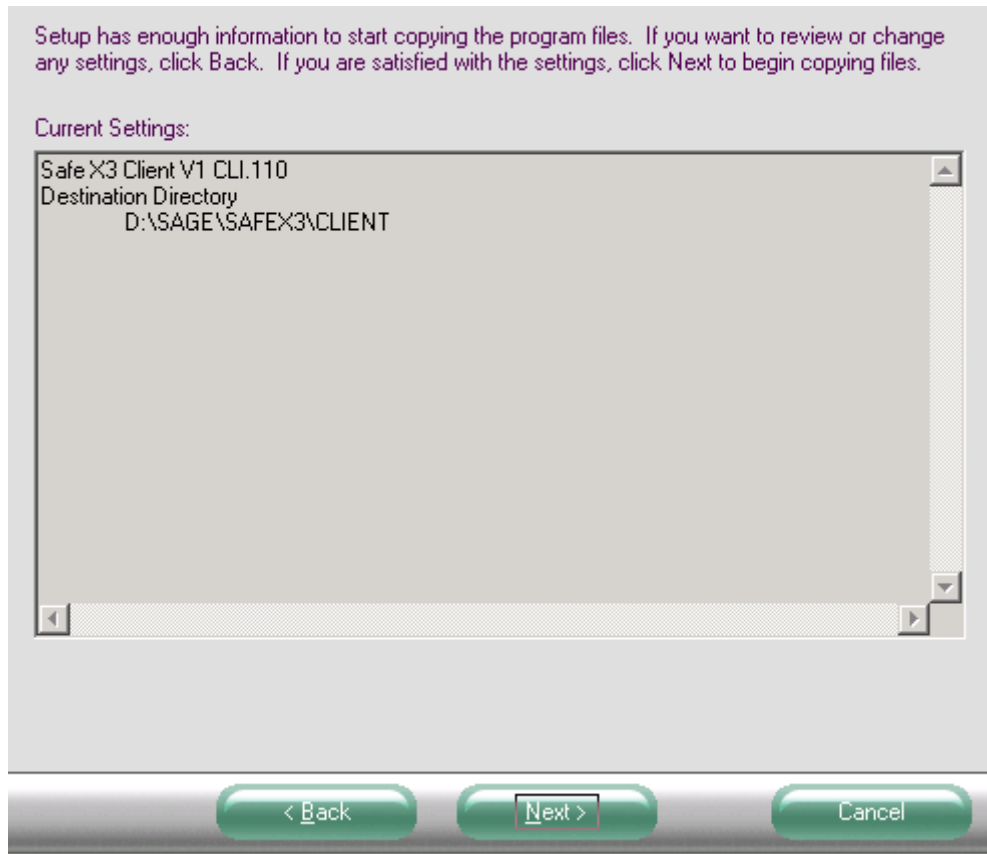 Setup has enough information to start copying the program files.  If you want to review or change
any settings, click Back.  If you are satisfied with the settings, click Next to begin copying files.
Current Settings:
Safe X3 Client V1 CLI.110
Destination Directory
D:\SAGE\SAFEX3\CLIENT
< Back
Next >
Cancel